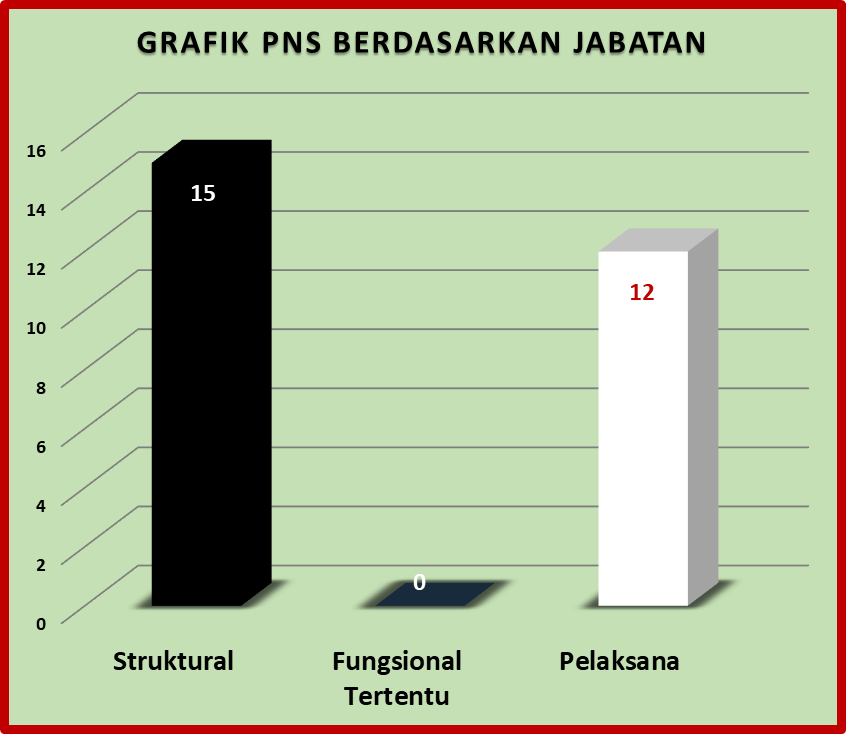 GRAFIK PNS BERDASARKAN JABATAN
16
14
12
10
8
6
4
2
0
15
0
12
Struktural
Fungsional
Tertentu
Pelaksana